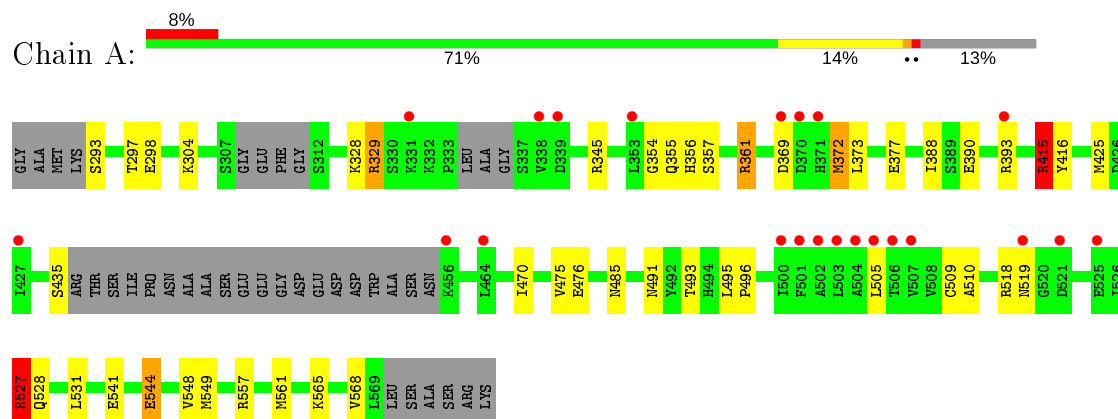 8%
Chain A:
71% 14% •• 13%
GLY ALA MET LYS S293 T297 E298 K304 S307 GLY GLU PHE GLY S312 K328 R329 S330 K331 K332 P333 LEU ALA GLY S337 V338 D339 R345 L353 G354 Q355 H356 S357 R361 D369 D370 H371 M372 L373 E377 I388 S389 E390 R393 R415 Y416 M425 D426
I427 S435 ARG THR SER ILE PRO ASN ALA ALA SER GLU GLU GLY ASP GLU ASP ASP TRP ALA SER ASN K456 L464 I470 V475 E476 N485 N491 Y492 T493 H494 L495 P496 I500 F501 A502 L503 A504 L505 T506 V507 V508 C509 A510 R518 N519 G520 D521 E525 I526
R527 Q528 L531 E541 E544 V548 M549 R557 M561 K565 V568 L569 LEU SER ALA SER ARG LYS